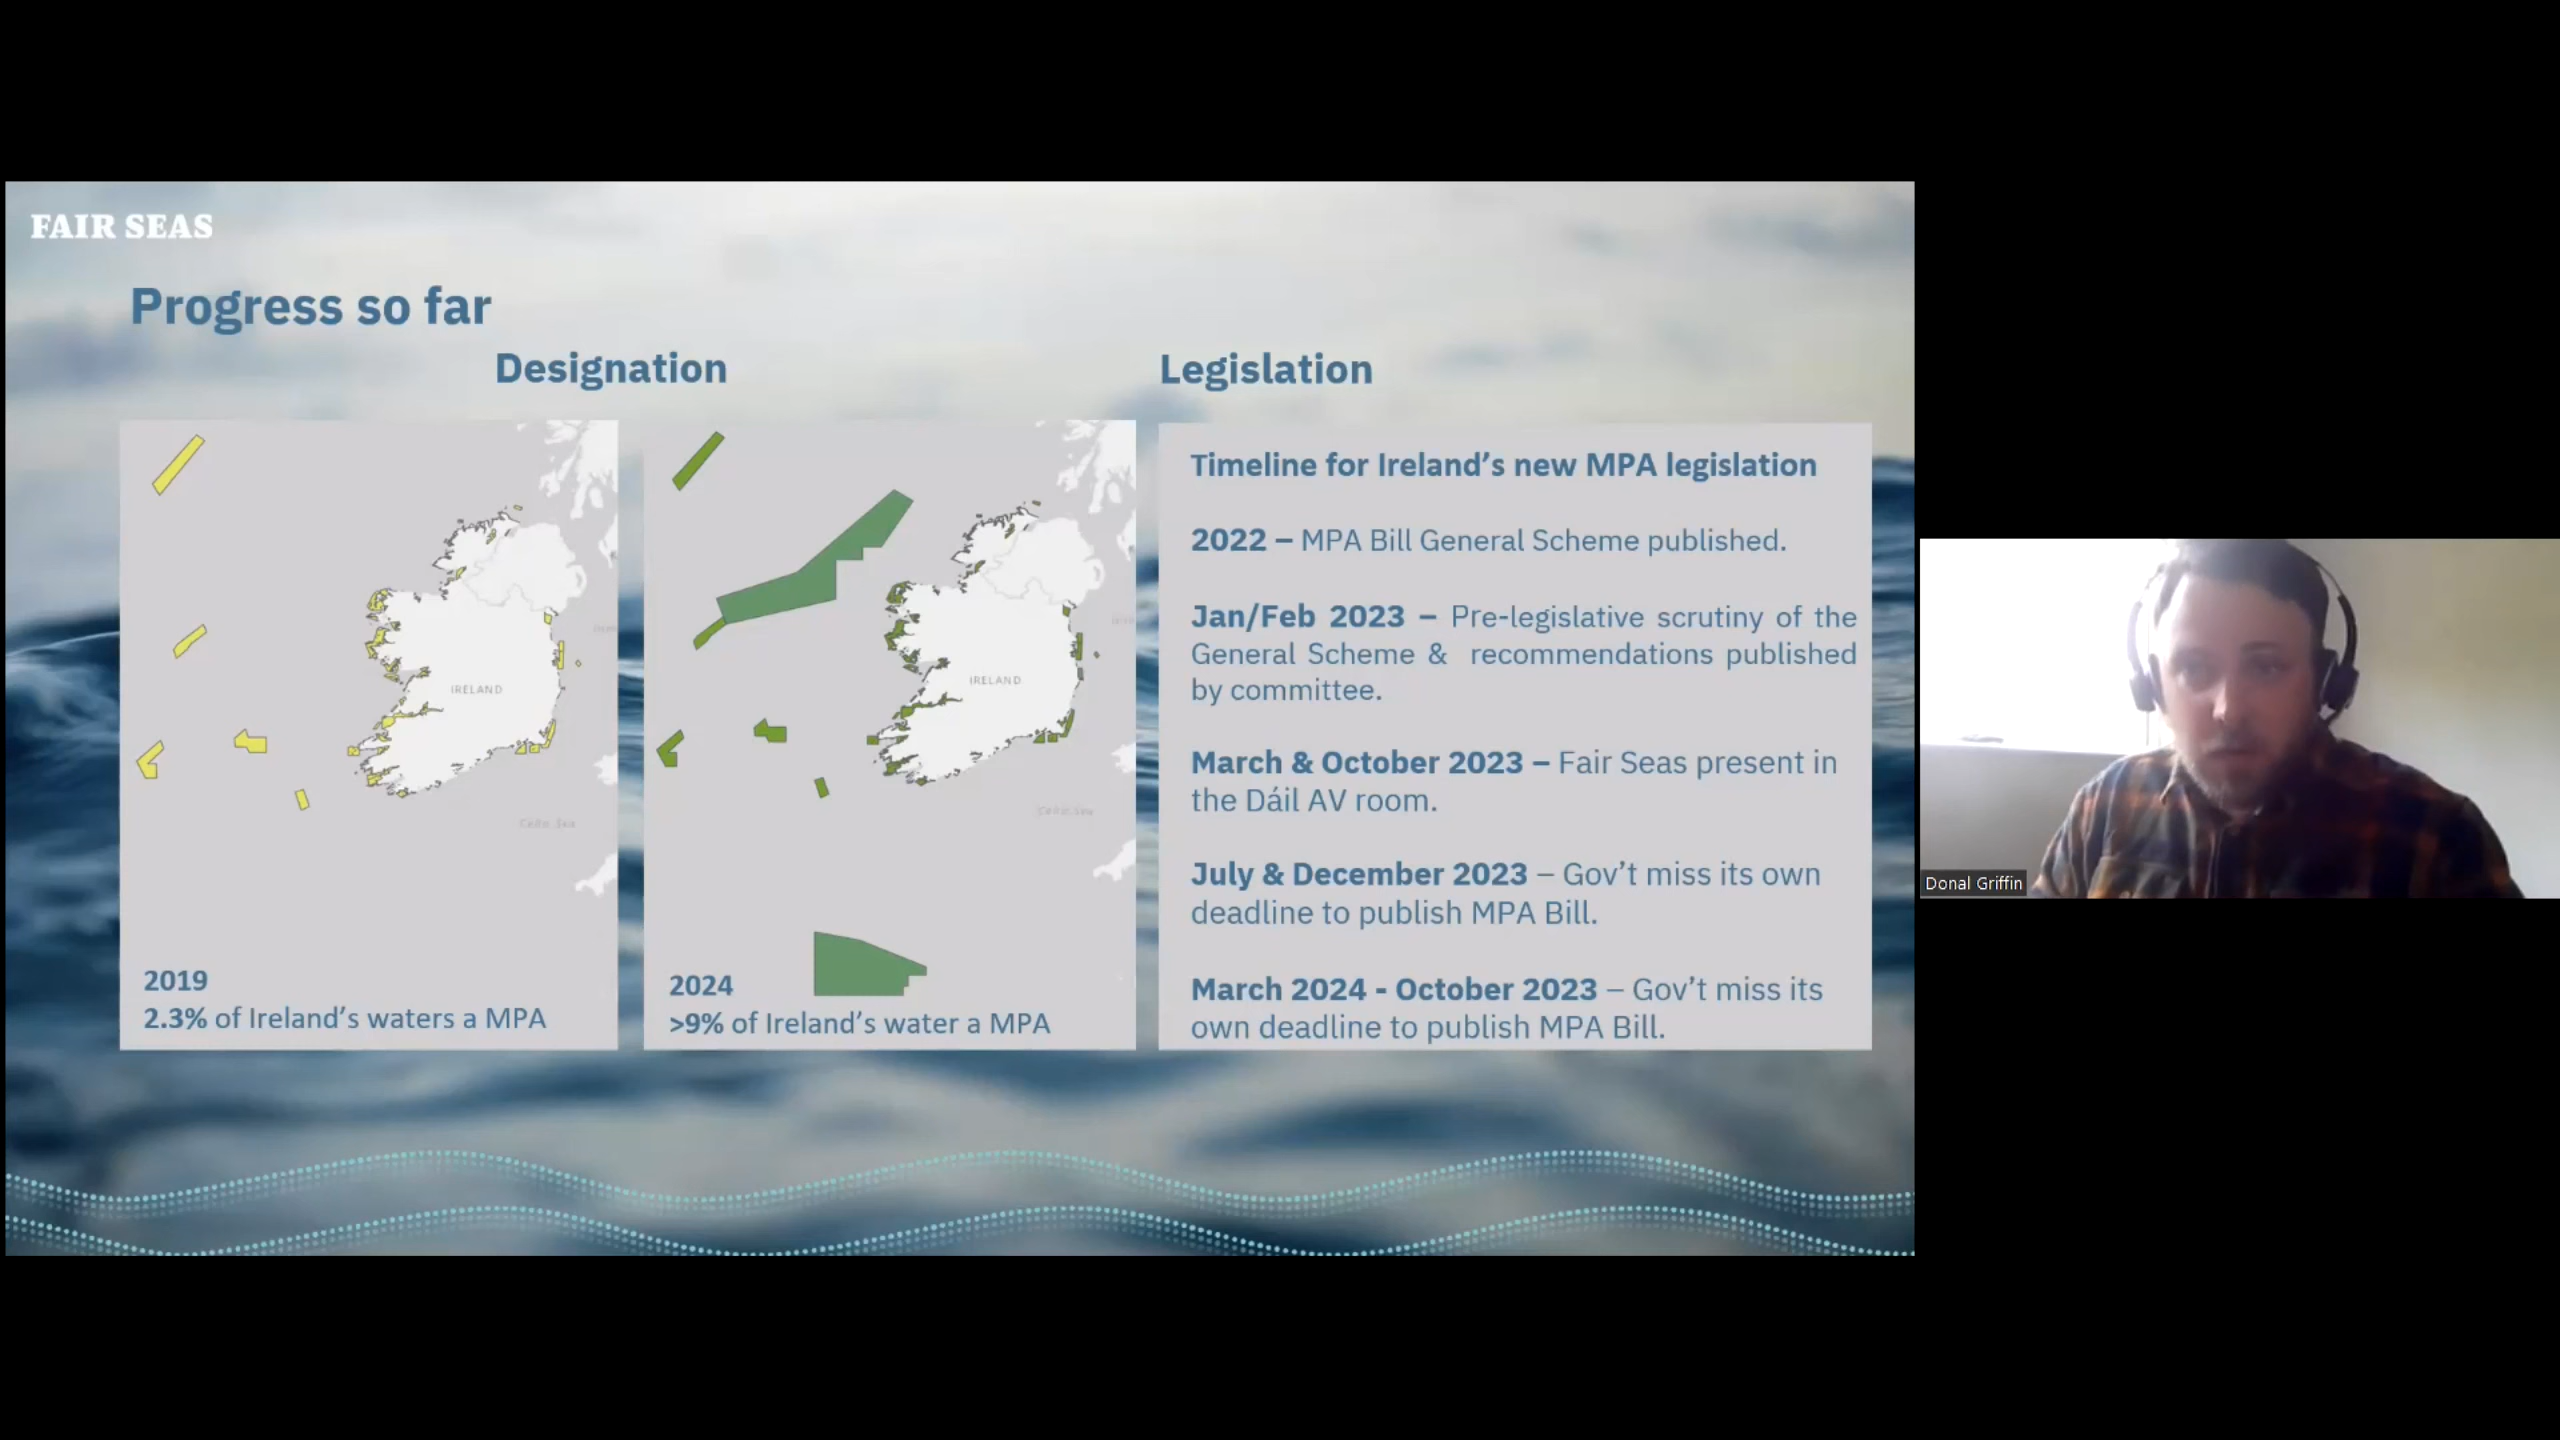 FAIR SEAS
Progress so far
Designation
Legislation
IRELAND
Celtic Sea
2019
2.3% of Ireland’s waters a MPA
IRELAND
Celtic Sea
2024
>9% of Ireland’s water a MPA
Timeline for Ireland’s new MPA legislation
2022 – MPA Bill General Scheme published.
Jan/Feb 2023 – Pre-legislative scrutiny of the
General Scheme & recommendations published
by committee.
March & October 2023 – Fair Seas present in
the Dáil AV room.
July & December 2023 – Gov’t miss its own
deadline to publish MPA Bill.
March 2024 - October 2023 – Gov’t miss its
own deadline to publish MPA Bill.
Donal Griffin